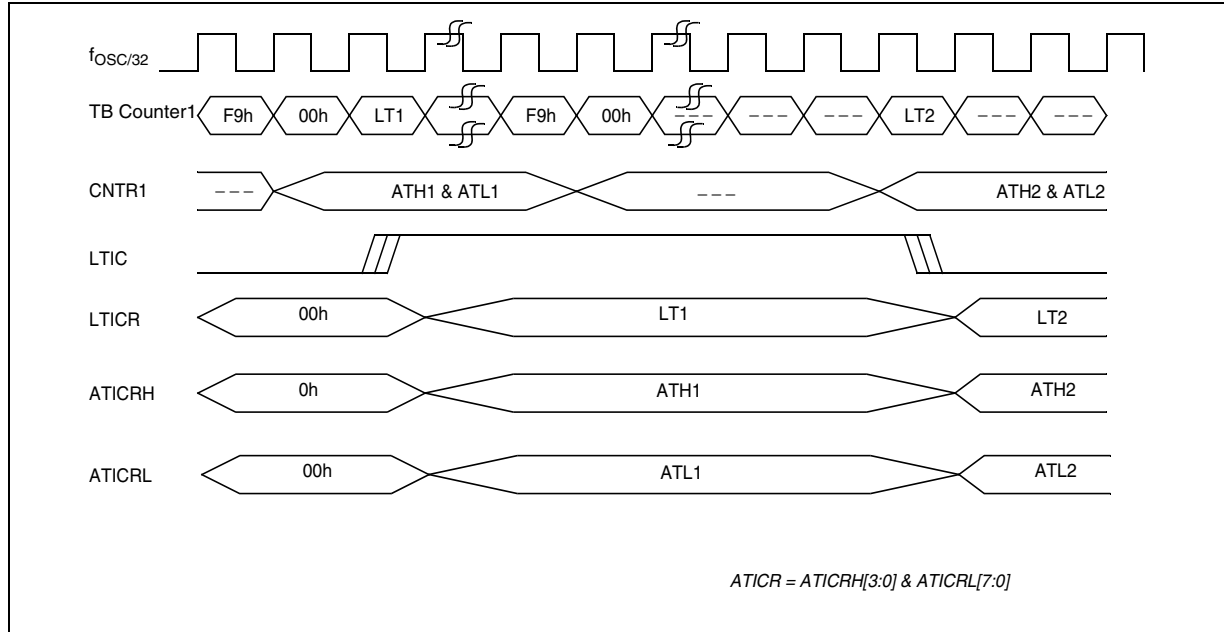 fOSC/32
TB Counter1 F9h 00h LT1 F9h 00h --- --- --- LT2 --- ---
CNTR1 --- ATH1 & ATL1 --- ATH2 & ATL2
LTIC
LTICR 00h LT1 LT2
ATICRH 0h ATH1 ATH2
ATICRL 00h ATL1 ATL2
ATICR = ATICRH[3:0] & ATICRL[7:0]